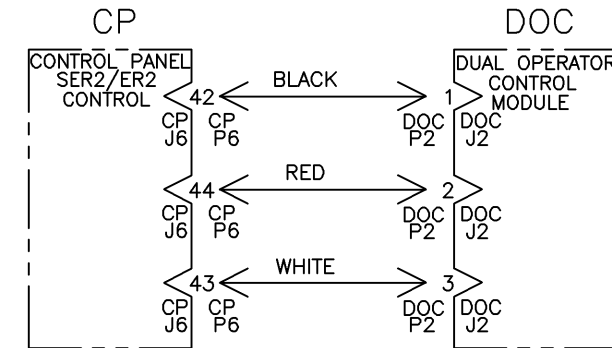 CP
DOC
CONTROL PANEL
SER2/ER2
CONTROL
DUAL OPERATOR
CONTROL
MODULE
42
BLACK
1
CP
J6
CP
P6
DOC
P2
DOC
J2
44
RED
2
CP
J6
CP
P6
DOC
P2
DOC
J2
43
WHITE
3
CP
J6
CP
P6
DOC
P2
DOC
J2